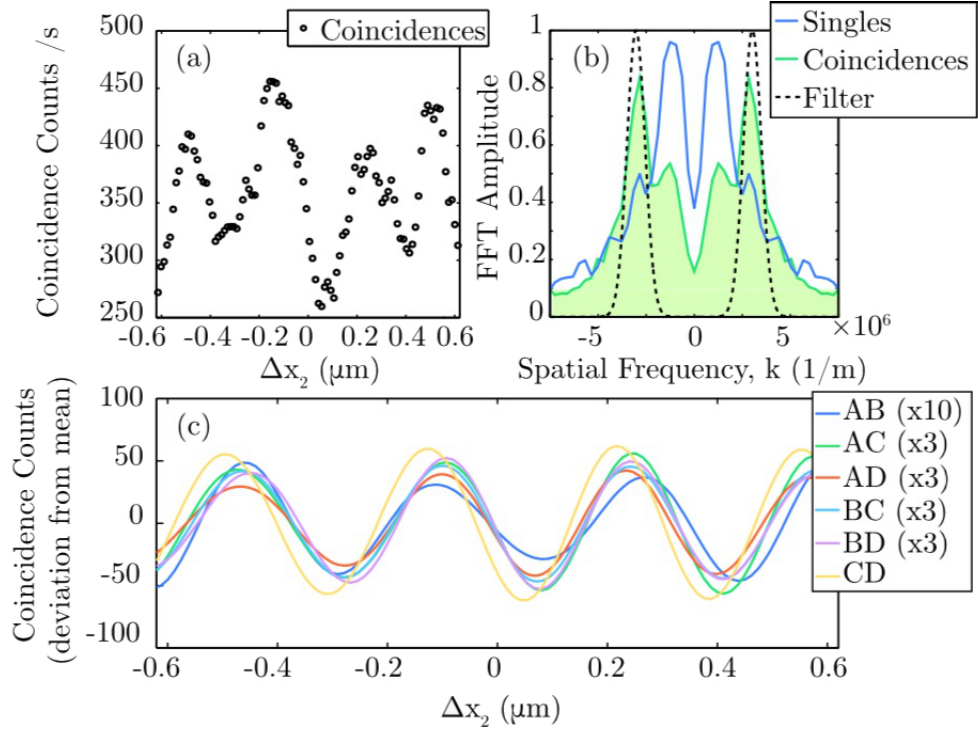 500
450
400
350
300
250
Coincidence Counts /s
(a)
Coincidences
-0.6
-0.4
-0.2
0
0.2
0.4
0.6
Δx₂ (μm)
1
0.8
0.6
0.4
0.2
0
FFT Amplitude
(b)
Singles
Coincidences
Filter
-5
0
5
×10⁶
Spatial Frequency, k (1/m)
100
50
0
-50
-100
Coincidence Counts
(deviation from mean)
(c)
AB (x10)
AC (x3)
AD (x3)
BC (x3)
BD (x3)
CD
-0.6
-0.4
-0.2
0
0.2
0.4
0.6
Δx₂ (μm)